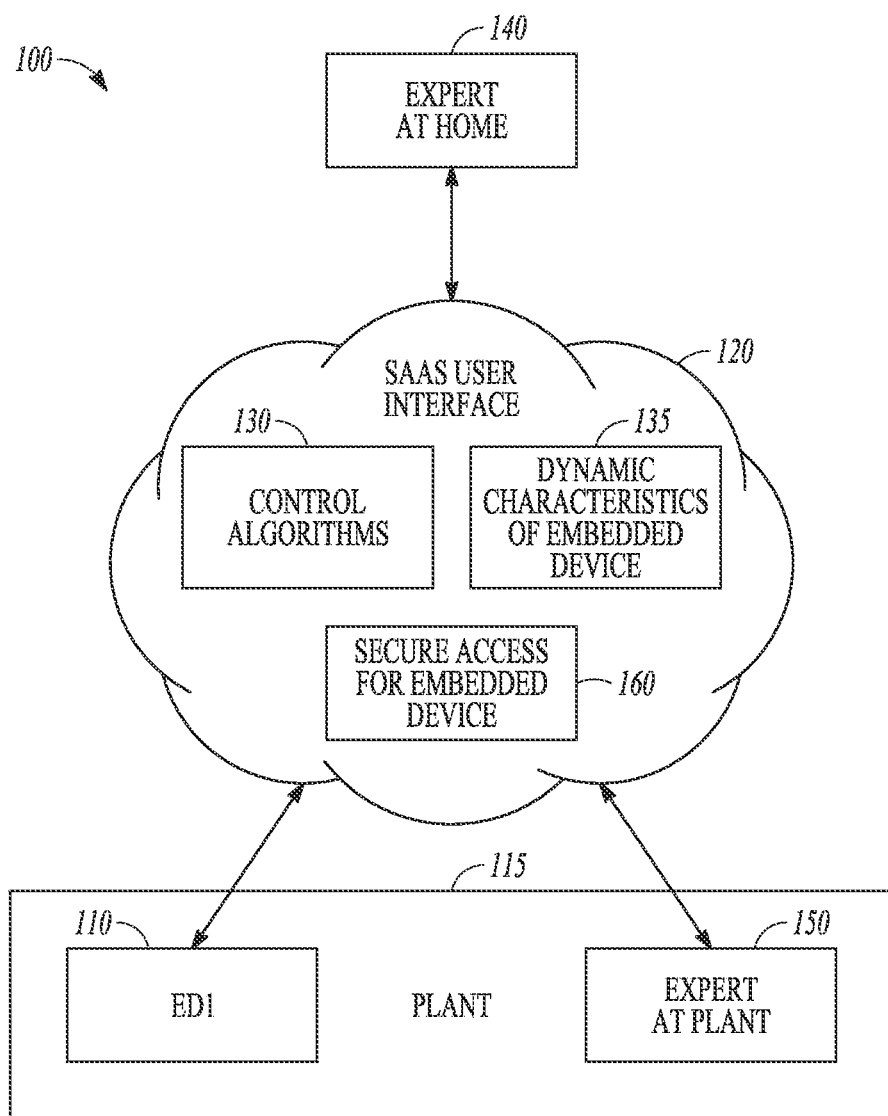 100
140
EXPERT
AT HOME
120
SAAS USER
INTERFACE
130
CONTROL
ALGORITHMS
135
DYNAMIC
CHARACTERISTICS
OF EMBEDDED
DEVICE
SECURE ACCESS
FOR EMBEDDED
DEVICE
160
115
110
ED1
PLANT
150
EXPERT
AT PLANT